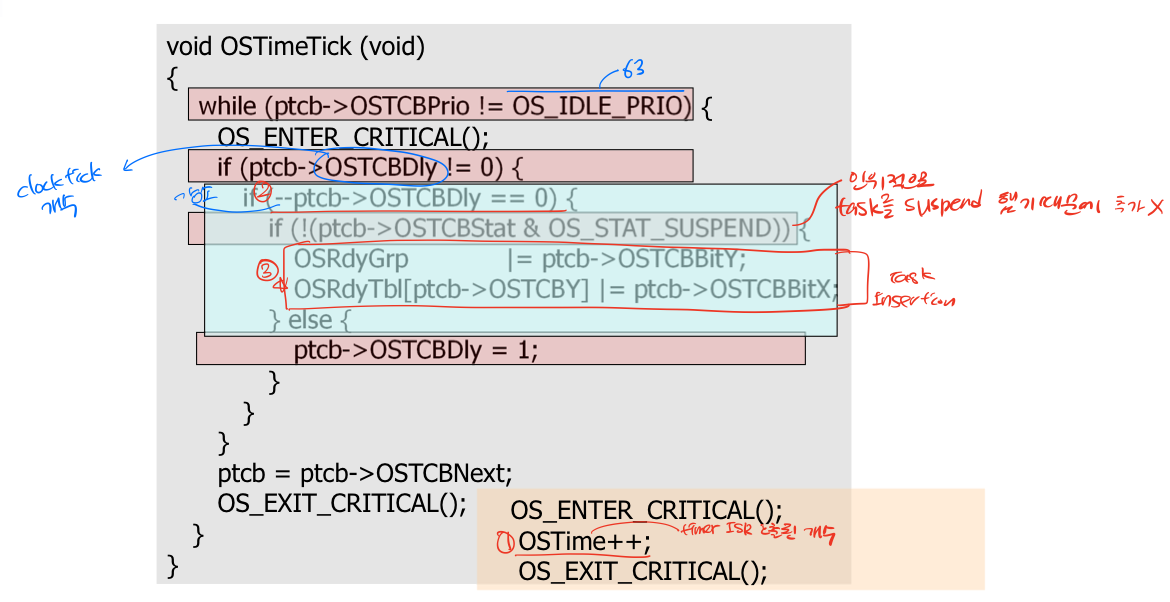 void OSTimeTick (void)
{
63
while (ptcb->OSTCBPrio != OS_IDLE_PRIO) {
OS_ENTER_CRITICAL();
if (ptcb->OSTCBDly != 0) {
clock tick
개수
② if (--ptcb->OSTCBDly == 0) {
인위적으로
task를 suspend 했기 때문에 추가 X
if (!(ptcb->OSTCBStat & OS_STAT_SUSPEND)) {
③ OSRdyGrp |= ptcb->OSTCBBitY;
OSRdyTbl[ptcb->OSTCBY] |= ptcb->OSTCBBitX;
Task
Insertion
} else {
ptcb->OSTCBDly = 1;
}
}
}
ptcb = ptcb->OSTCBNext;
OS_EXIT_CRITICAL();
}
}
OS_ENTER_CRITICAL();
① OSTime++; timer ISR 호출된 개수
OS_EXIT_CRITICAL();